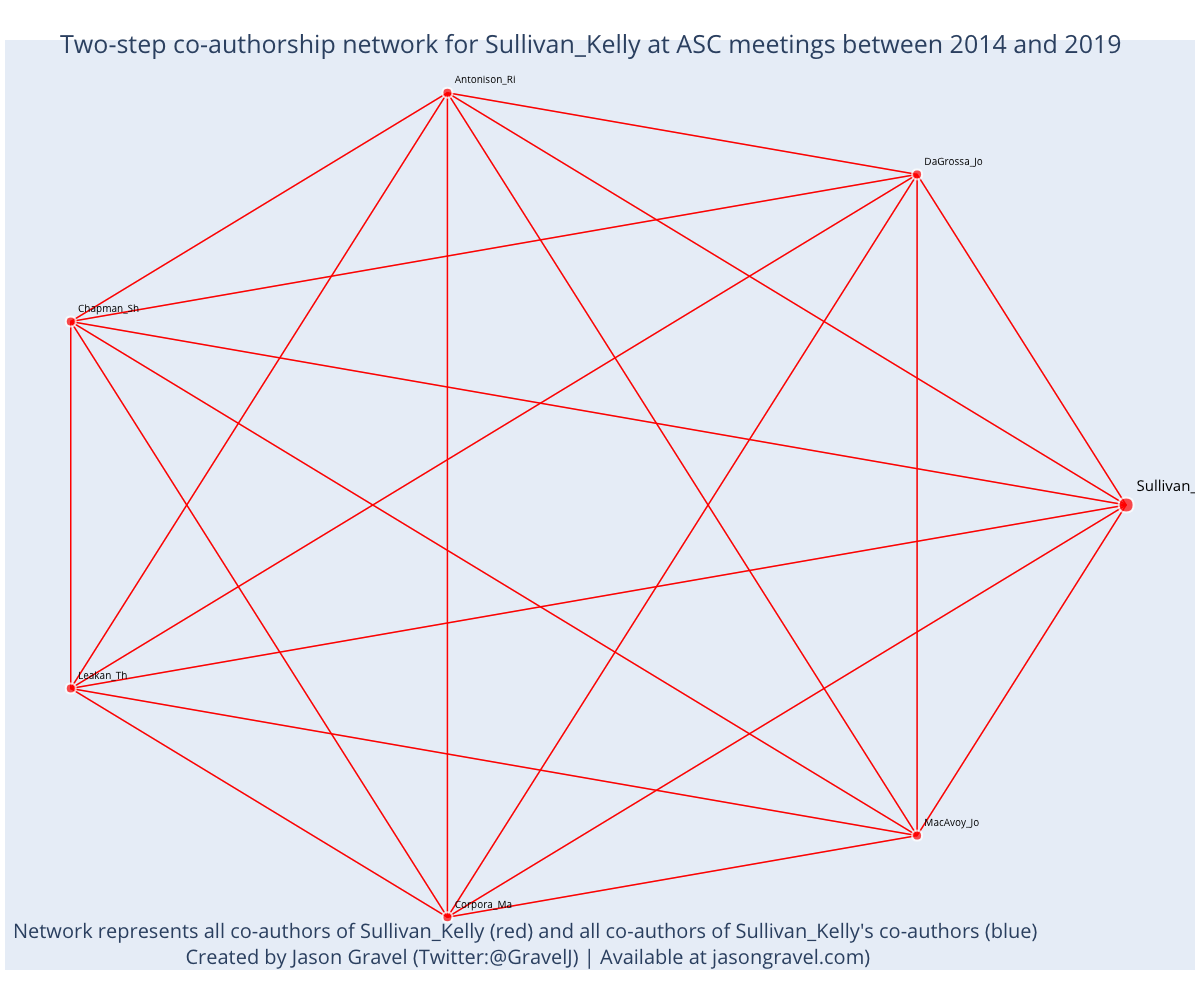 Two-step co-authorship network for Sullivan_Kelly at ASC meetings between 2014 and 2019
Antonison_Ri
DaGrossa_Jo
Chapman_Sh
Sullivan_
Leakan_Th
MacAvoy_Jo
Corpora_Ma
Network represents all co-authors of Sullivan_Kelly (red) and all co-authors of Sullivan_Kelly's co-authors (blue)
Created by Jason Gravel (Twitter:@GravelJ) | Available at jasongravel.com)